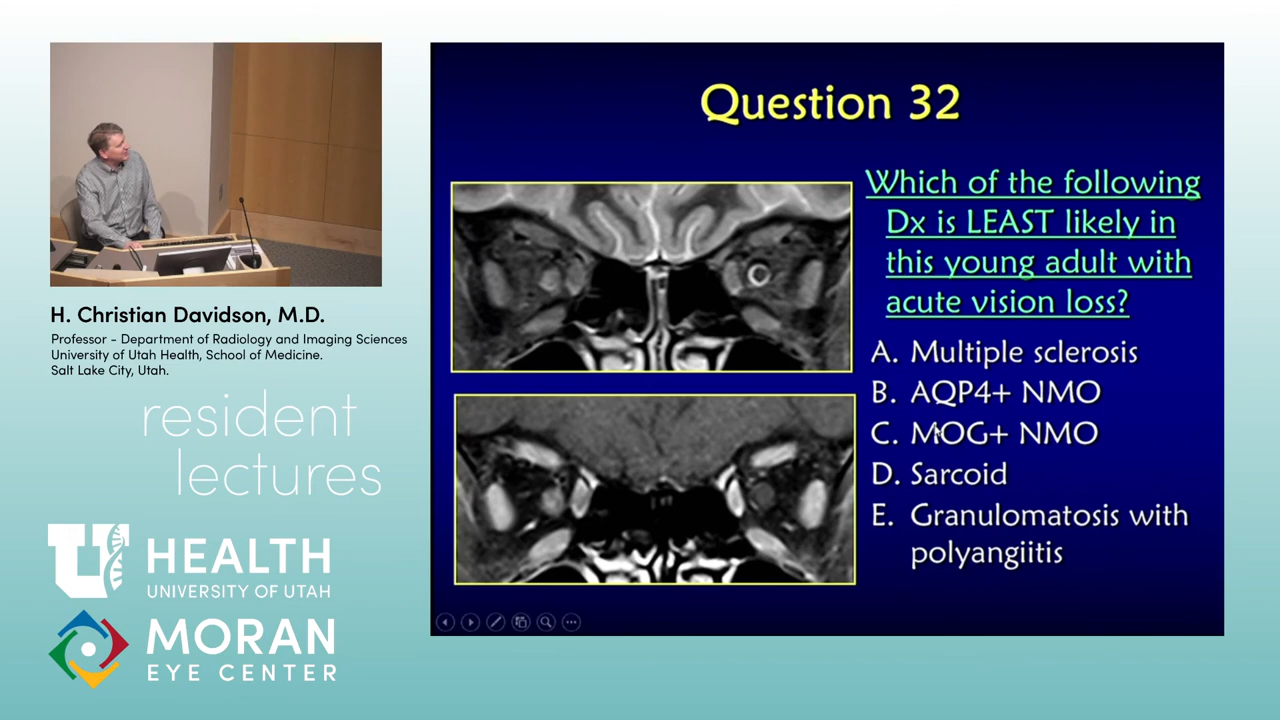 Question 32
Which of the following
Dx is LEAST likely in
this young adult with
acute vision loss?
A. Multiple sclerosis
B. AQP4+ NMO
C. MOG+ NMO
D. Sarcoid
E. Granulomatosis with
polyangiitis
H. Christian Davidson, M.D.
Professor - Department of Radiology and Imaging Sciences
University of Utah Health, School of Medicine.
Salt Lake City, Utah.
resident
lectures
U HEALTH
UNIVERSITY OF UTAH
MORAN
EYE CENTER